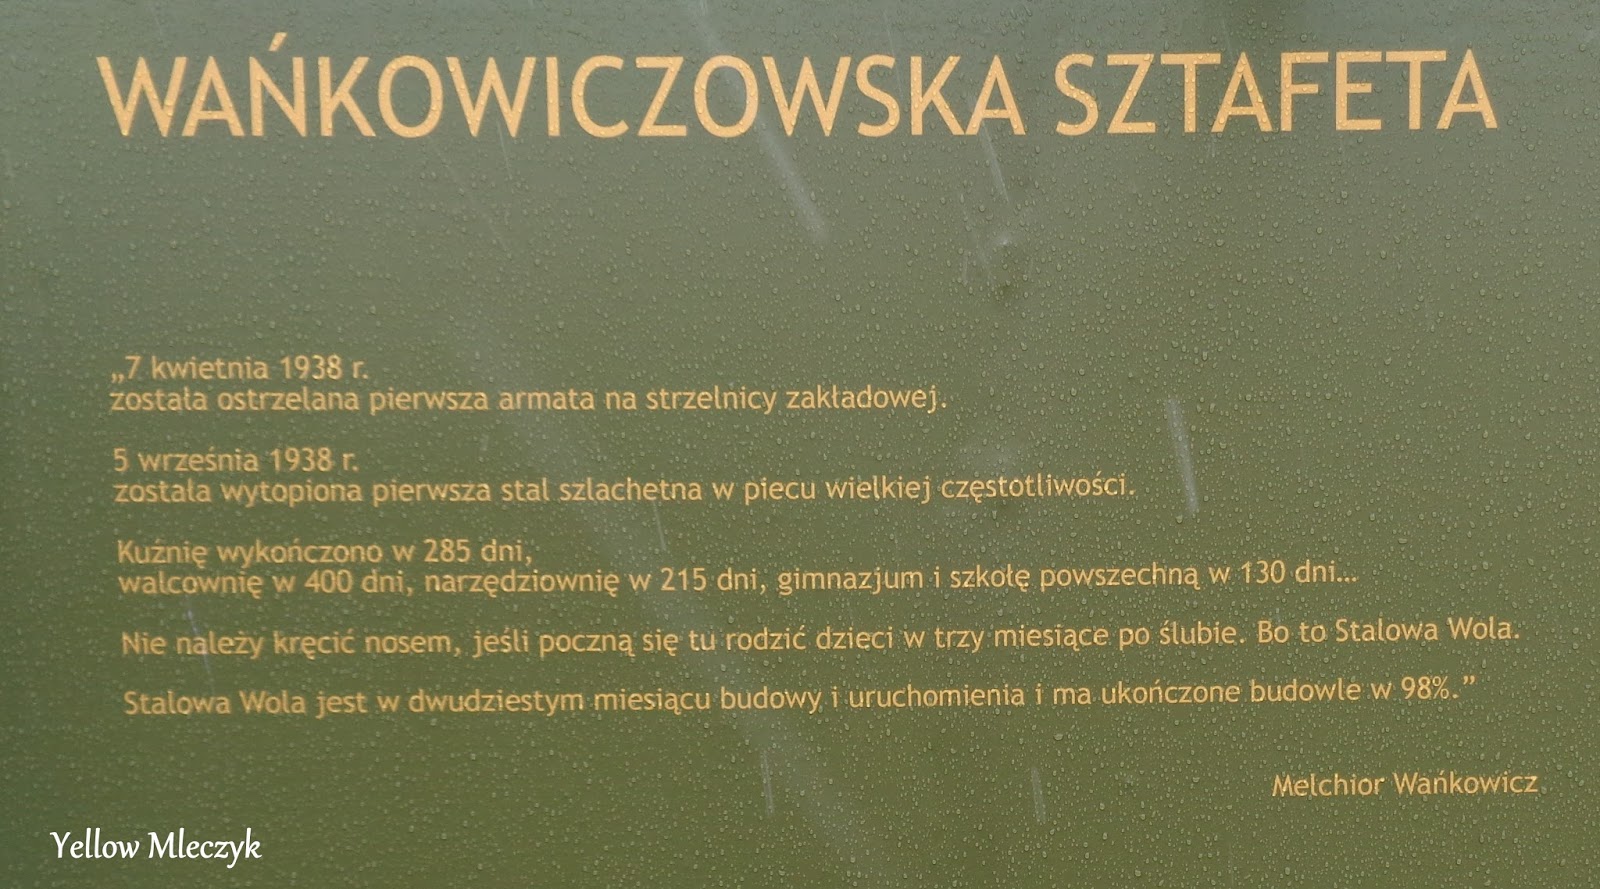 WAŃKOWICZOWSKA SZTAFETA
„7 kwietnia 1938 r.
została ostrzelana pierwsza armata na strzelnicy zakładowej.
5 września 1938 r.
została wytopiona pierwsza stal szlachetna w piecu wielkiej częstotliwości.
Kuźnię wykończono w 285 dni,
walcownię w 400 dni, narzędziownię w 215 dni, gimnazjum i szkołę powszechną w 130 dni...
Nie należy kręcić nosem, jeśli poczną się tu rodzić dzieci w trzy miesiące po ślubie. Bo to Stalowa Wola.
Stalowa Wola jest w dwudziestym miesiącu budowy i uruchomienia i ma ukończone budowle w 98%.”
Melchior Wańkowicz
Yellow Mleczyk